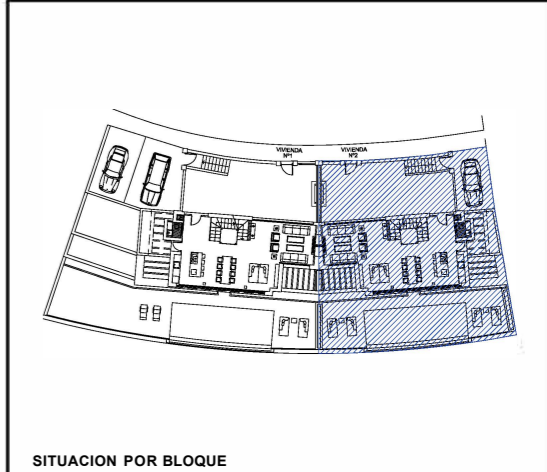 VIVIENDA
Nº1
VIVIENDA
Nº2
SITUACION POR BLOQUE